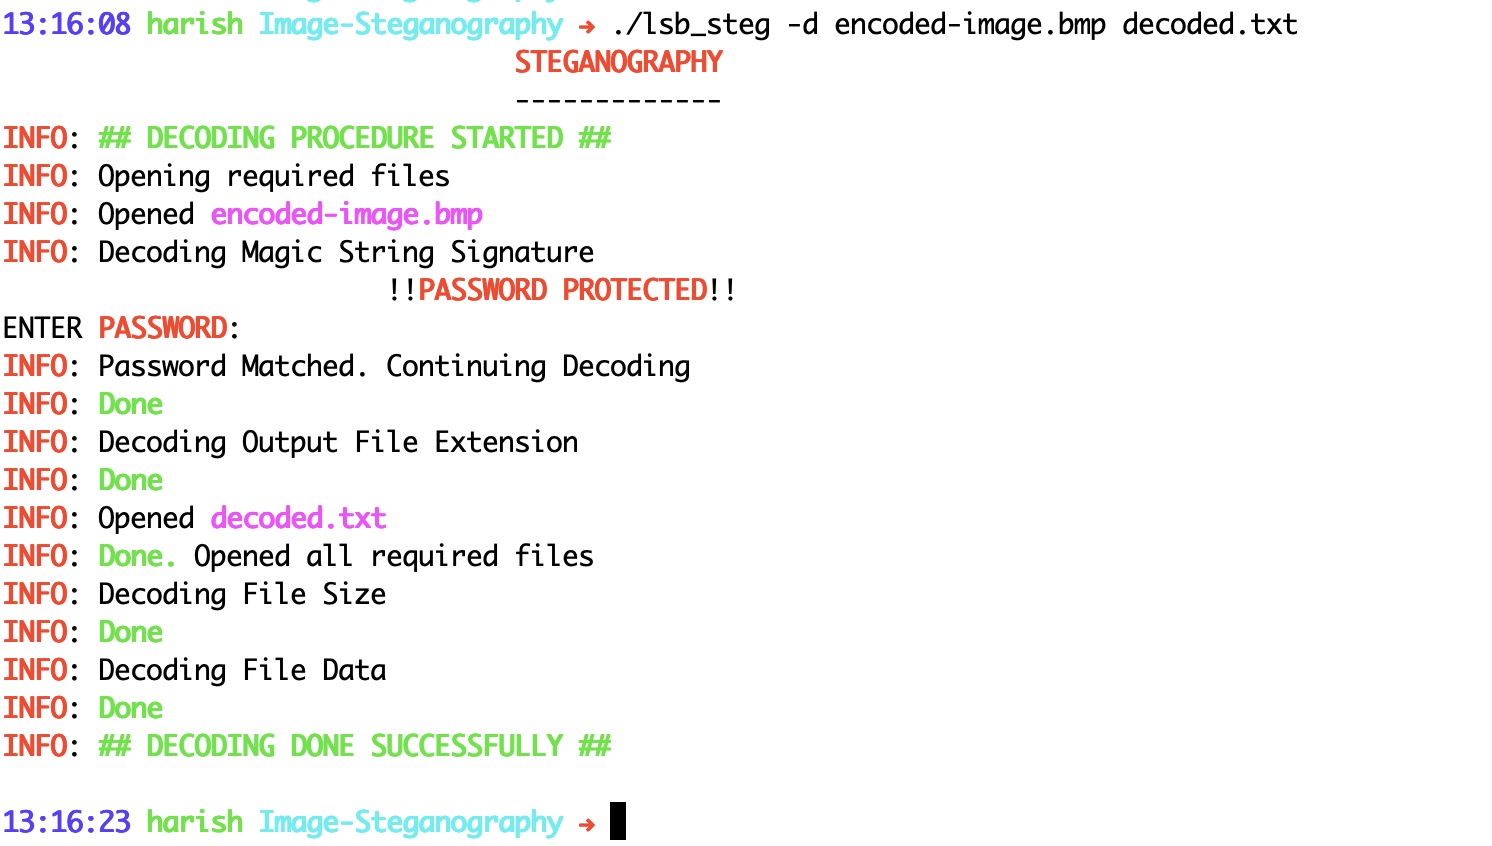 13:16:08 harish Image-Steganography → ./lsb_steg -d encoded-image.bmp decoded.txt
STEGANOGRAPHY
-------------
INFO: ## DECODING PROCEDURE STARTED ##
INFO: Opening required files
INFO: Opened encoded-image.bmp
INFO: Decoding Magic String Signature
!!PASSWORD PROTECTED!!
ENTER PASSWORD:
INFO: Password Matched. Continuing Decoding
INFO: Done
INFO: Decoding Output File Extension
INFO: Done
INFO: Opened decoded.txt
INFO: Done. Opened all required files
INFO: Decoding File Size
INFO: Done
INFO: Decoding File Data
INFO: Done
INFO: ## DECODING DONE SUCCESSFULLY ##
13:16:23 harish Image-Steganography →